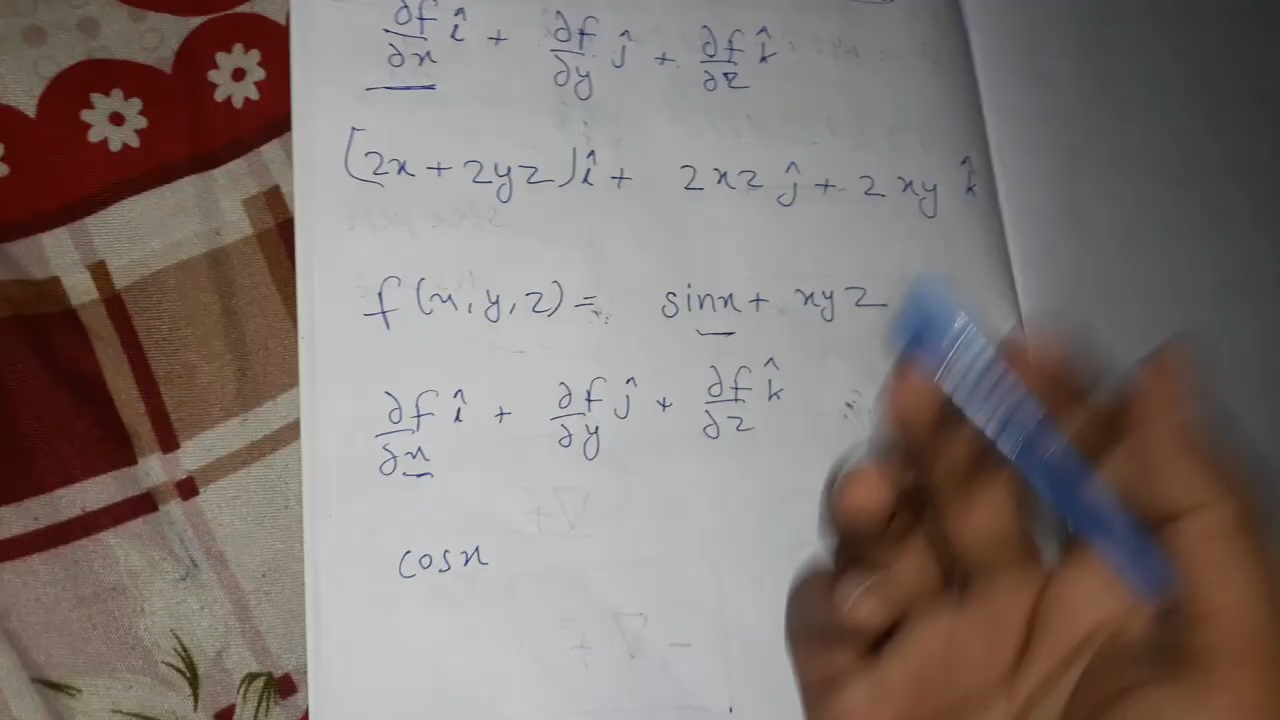 ∂f/∂x î + ∂f/∂y ĵ + ∂f/∂z k̂
(2x + 2yz) î + 2xz ĵ + 2xy k̂
f(x, y, z) = sinx + xyz
∂f/∂x î + ∂f/∂y ĵ + ∂f/∂z k̂
cosx